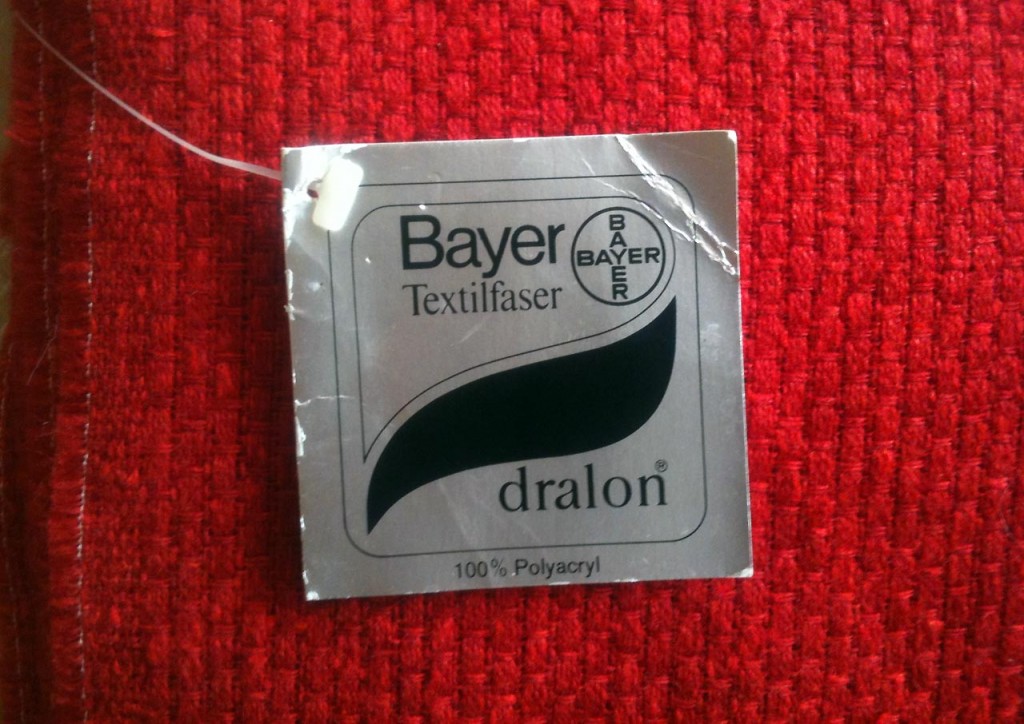 Bayer
Textilfaser
BAYER
BAYER
dralon®
100% Polyacryl